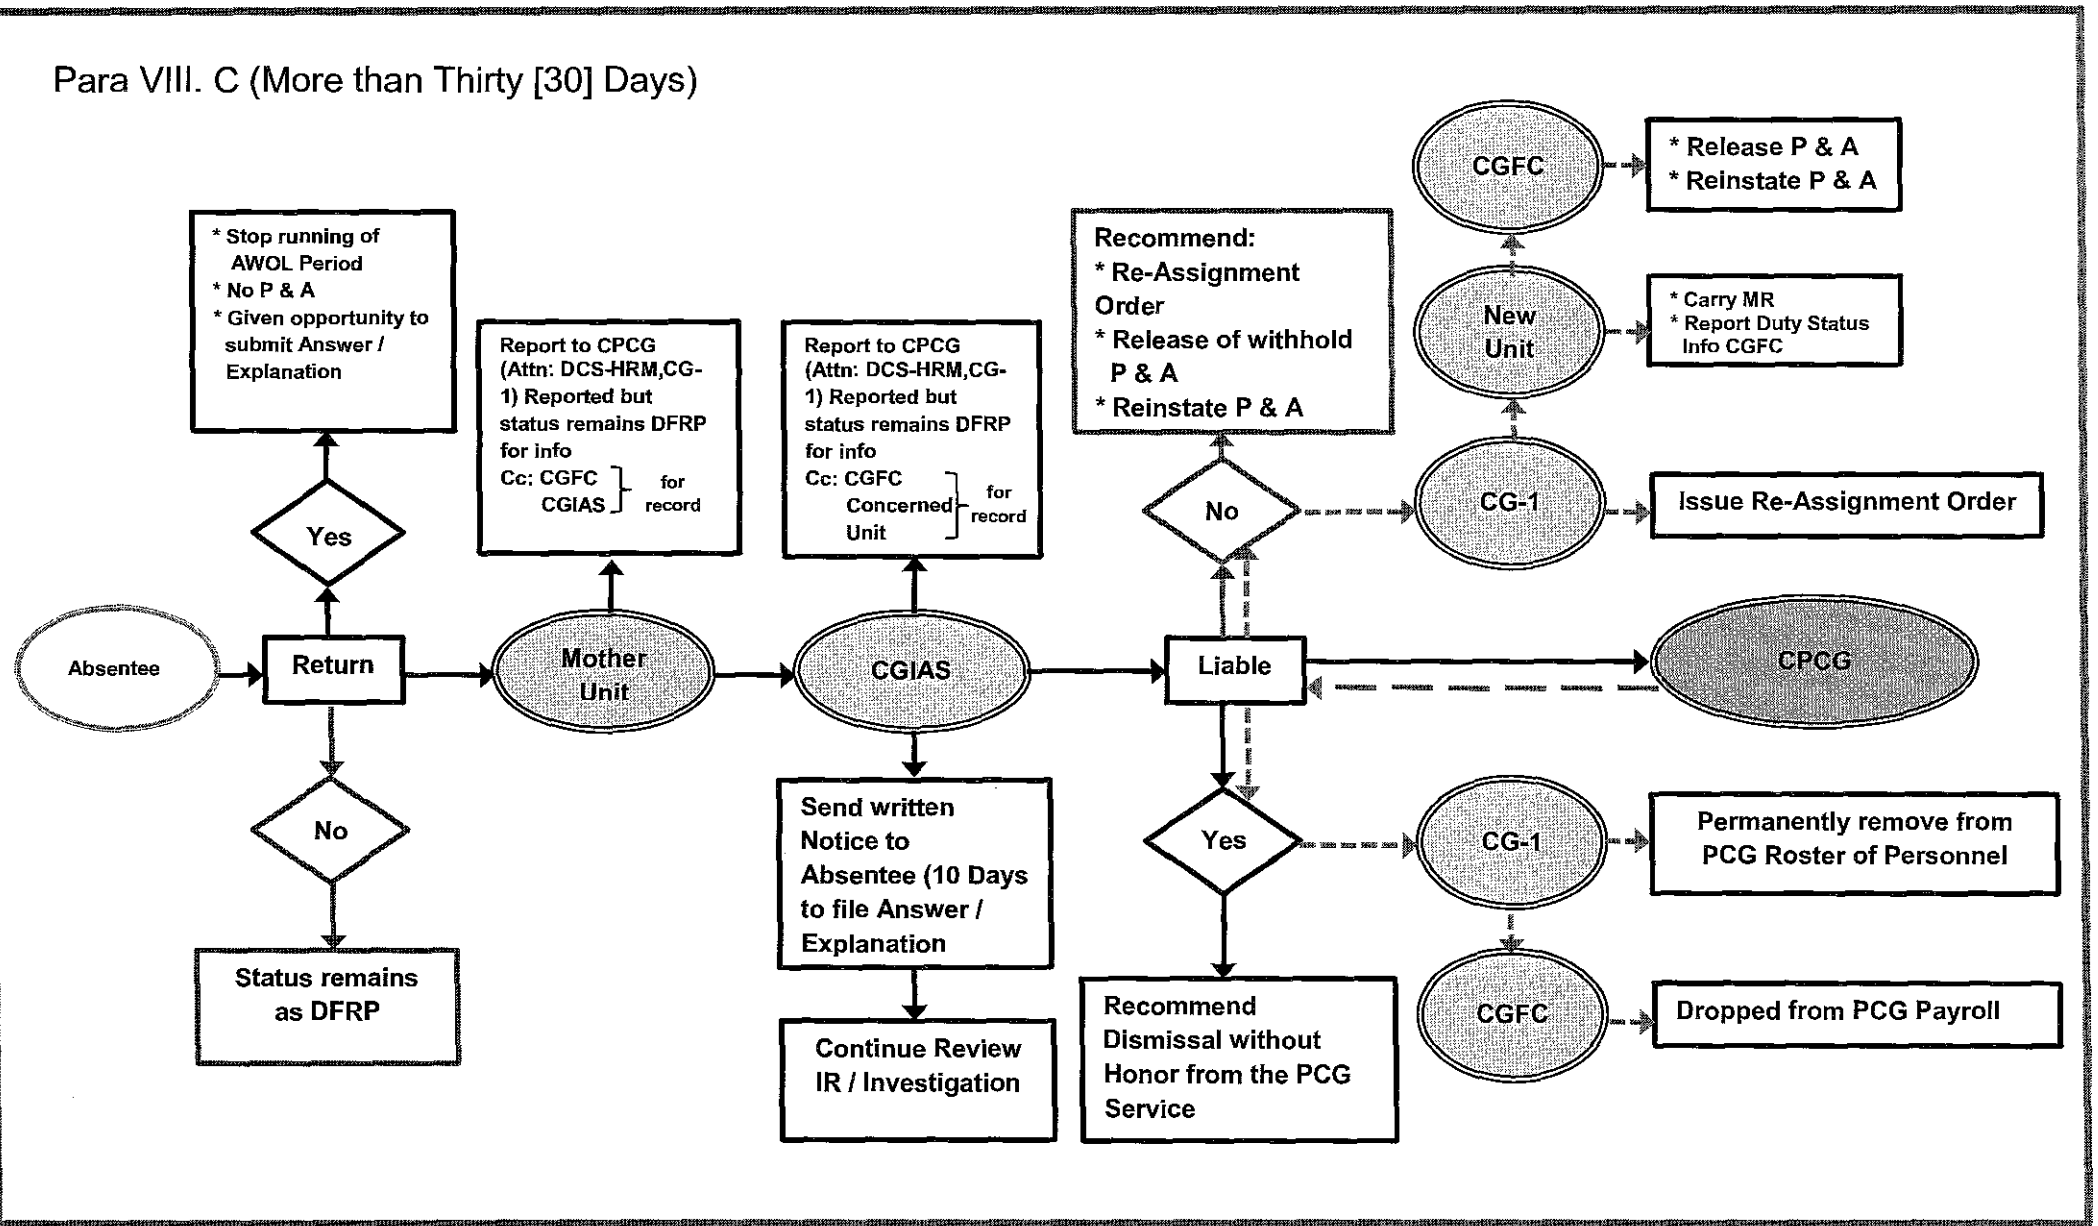 Para VIII. C (More than Thirty [30] Days)
* Stop running of
AWOL Period
* No P & A
* Given opportunity to
submit Answer /
Explanation
Yes
Absentee
Return
No
Status remains
as DFRP
Report to CPCG
(Attn: DCS-HRM,CG-
1) Reported but
status remains DFRP
for info
Cc: CGFC
CGIAS
for
record
Mother
Unit
Report to CPCG
(Attn: DCS-HRM,CG-
1) Reported but
status remains DFRP
for info
Cc: CGFC
Concerned
Unit
for
record
CGIAS
Send written
Notice to
Absentee (10 Days
to file Answer /
Explanation
Continue Review
IR / Investigation
Recommend:
* Re-Assignment
Order
* Release of withhold
P & A
* Reinstate P & A
No
Liable
Yes
Recommend
Dismissal without
Honor from the PCG
Service
CGFC
* Release P & A
* Reinstate P & A
New
Unit
* Carry MR
* Report Duty Status
Info CGFC
CG-1
Issue Re-Assignment Order
CPCG
CG-1
Permanently remove from
PCG Roster of Personnel
CGFC
Dropped from PCG Payroll